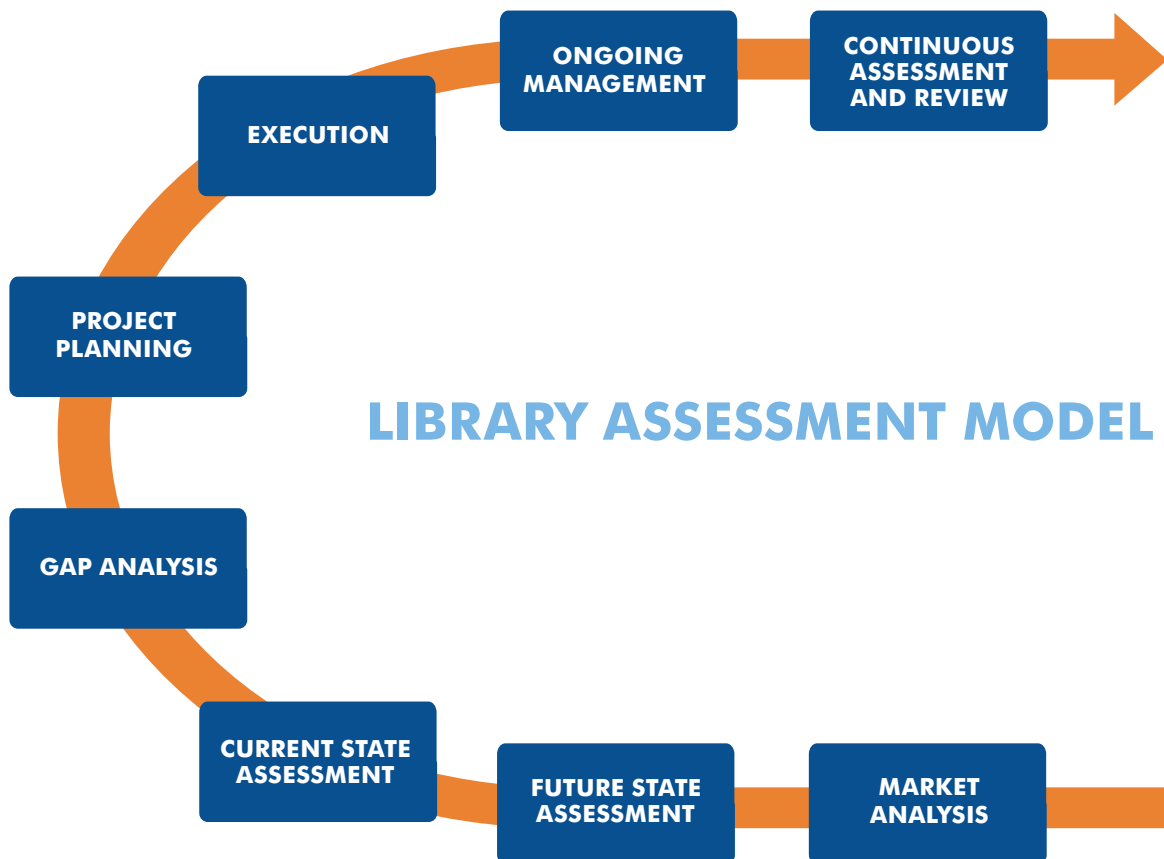 ONGOING
MANAGEMENT
CONTINUOUS
ASSESSMENT
AND REVIEW
EXECUTION
PROJECT
PLANNING
LIBRARY ASSESSMENT MODEL
GAP ANALYSIS
CURRENT STATE
ASSESSMENT
FUTURE STATE
ASSESSMENT
MARKET
ANALYSIS